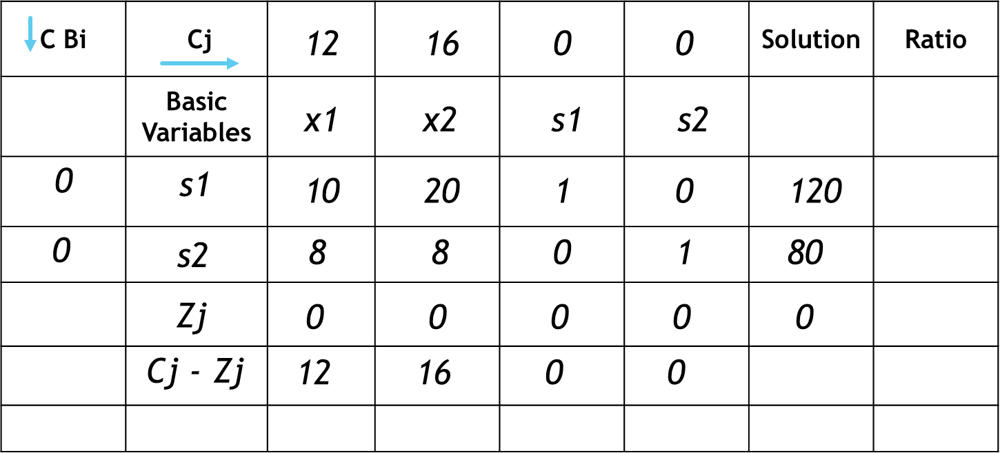 C Bi Cj 12 16 0 0 Solution Ratio
Basic
Variables x1 x2 s1 s2
0 s1 10 20 1 0 120
0 s2 8 8 0 1 80
Zj 0 0 0 0 0
Cj - Zj 12 16 0 0